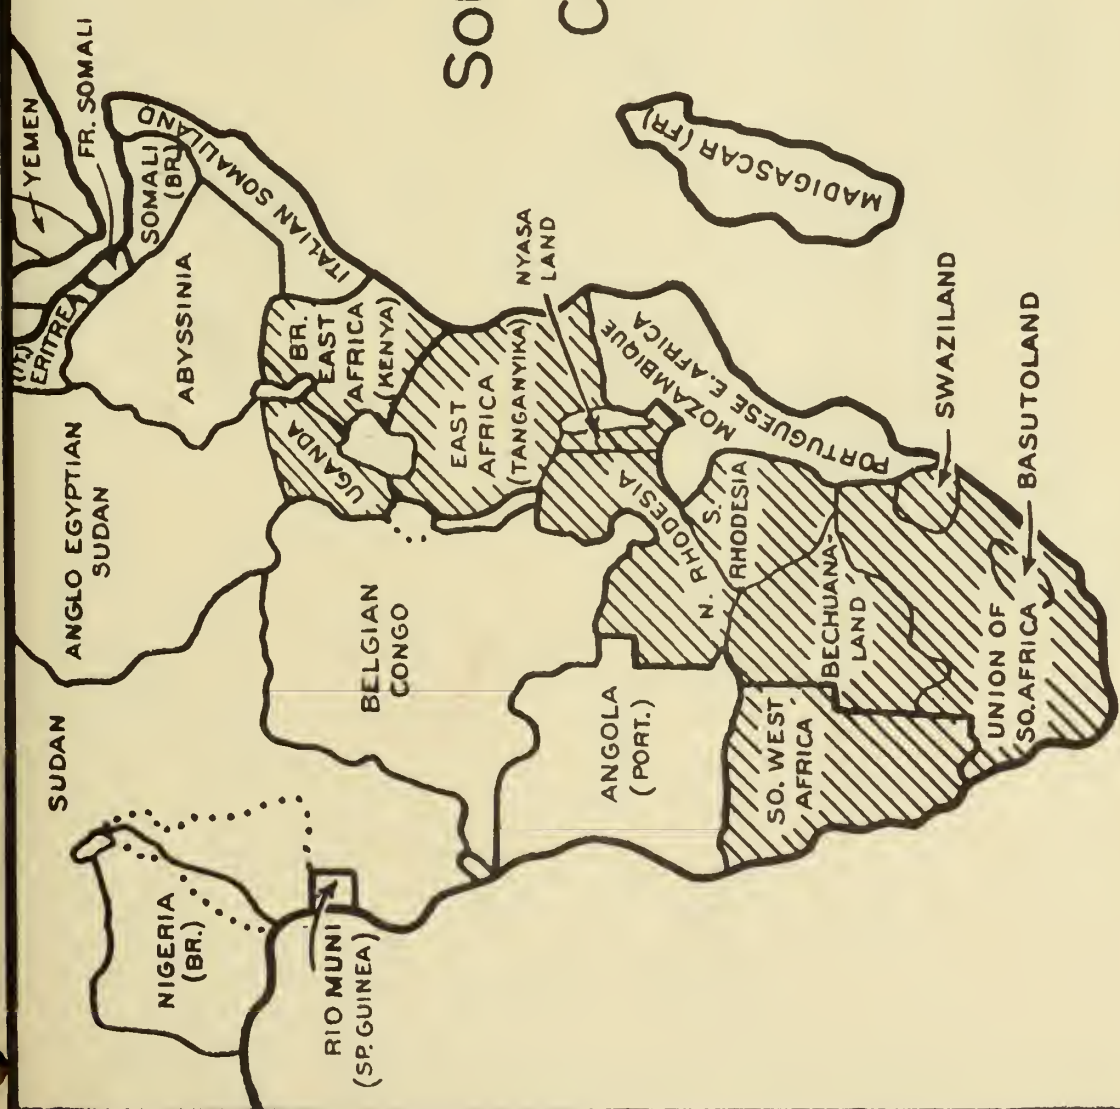 YEMEN
FR. SOMALI
SOMALI
(BR)
ITALIAN SOMALILAND
(IT.)
ERITREA
ABYSSINIA
ANGLO EGYPTIAN
SUDAN
SUDAN
NIGERIA
(BR.)
RIO MUNI
(SP. GUINEA)
BELGIAN
CONGO
UGANDA
BR.
EAST
AFRICA
(KENYA)
EAST
AFRICA
(TANGANYIKA)
NYASA
LAND
MADIGASCAR (FR)
MOZAMBIQUE
PORTUGUESE E. AFRICA
N. RHODESIA
S.
RHODESIA
ANGOLA
(PORT.)
SO. WEST
AFRICA
BECHUANA-
LAND
UNION OF
SO. AFRICA
SWAZILAND
BASUTOLAND